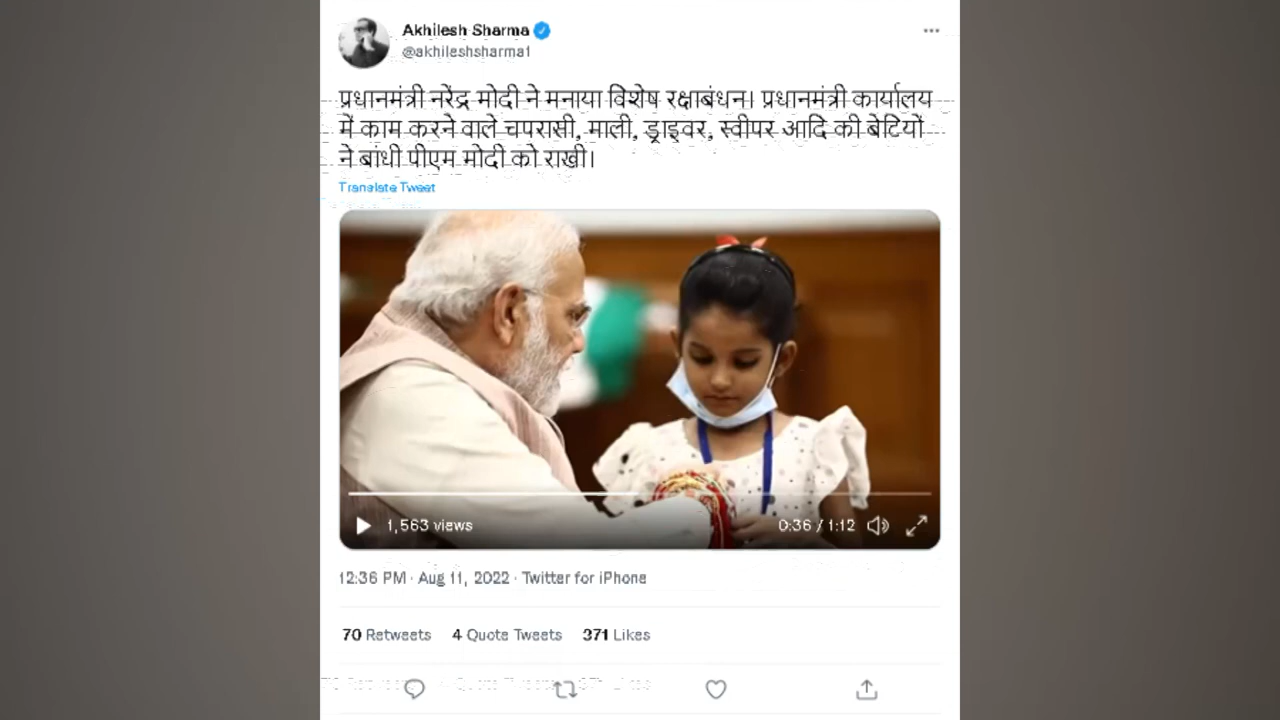 Akhilesh Sharma
@akhileshsharma1
प्रधानमंत्री नरेंद्र मोदी ने मनाया विशेष रक्षाबंधन। प्रधानमंत्री कार्यालय
में काम करने वाले चपरासी, माली, ड्राइवर, स्वीपर आदि की बेटियों
ने बांधी पीएम मोदी को राखी।
Translate Tweet
1,563 views
0:36 / 1:12
12:36 PM · Aug 11, 2022 · Twitter for iPhone
70 Retweets 4 Quote Tweets 371 Likes